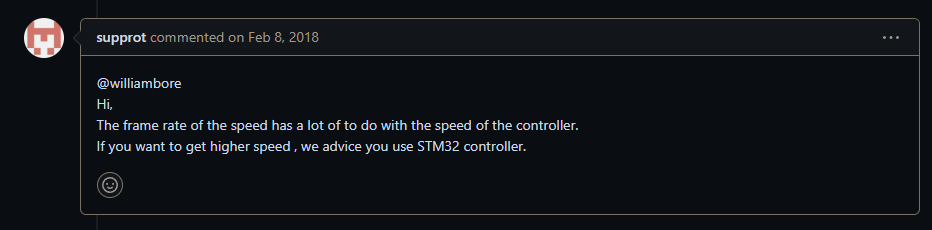 supprot commented on Feb 8, 2018
@williambore
Hi,
The frame rate of the speed has a lot of to do with the speed of the controller.
If you want to get higher speed , we advice you use STM32 controller.